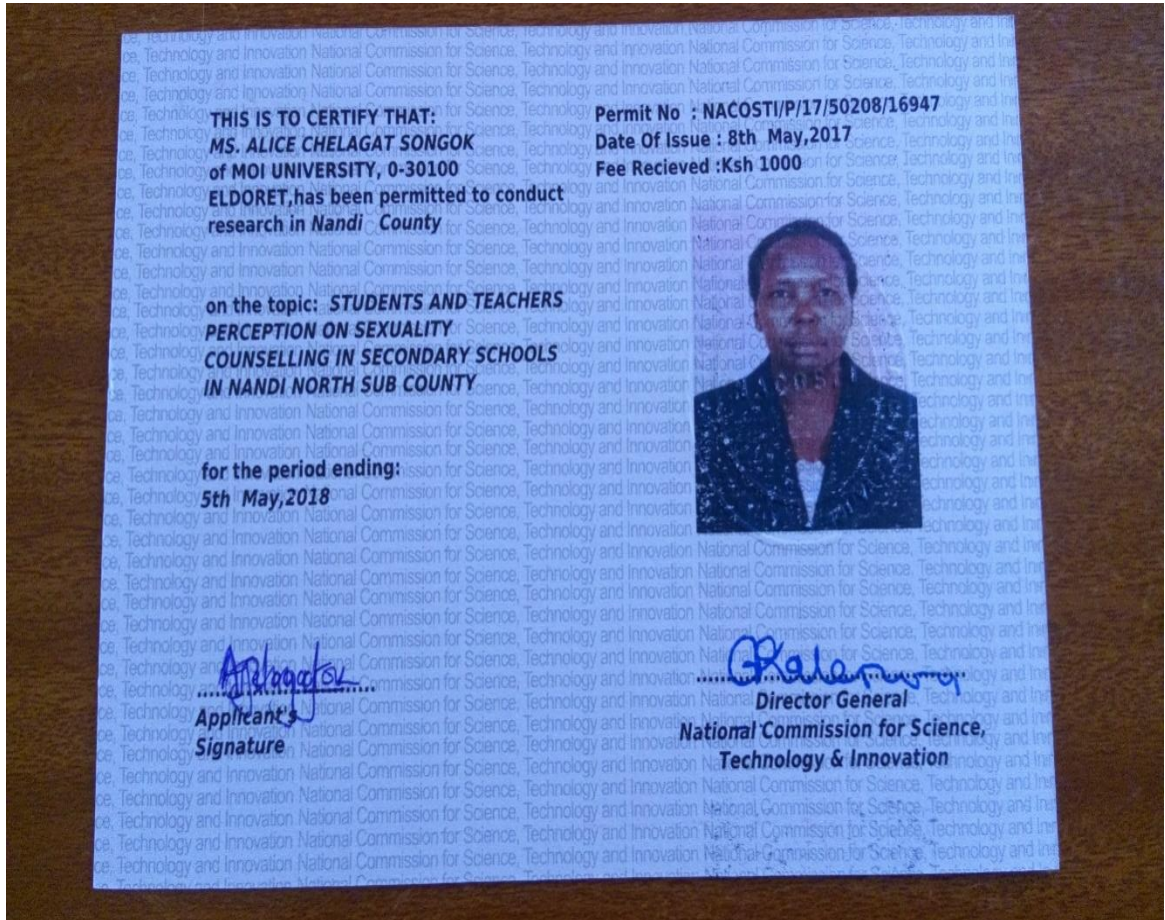 THIS IS TO CERTIFY THAT:
MS. ALICE CHELAGAT SONGOK
of MOI UNIVERSITY, 0-30100
ELDORET,has been permitted to conduct
research in Nandi County
on the topic: STUDENTS AND TEACHERS
PERCEPTION ON SEXUALITY
COUNSELLING IN SECONDARY SCHOOLS
IN NANDI NORTH SUB COUNTY
for the period ending:
5th May,2018
Applicant's
Signature
Permit No : NACOSTI/P/17/50208/16947
Date Of Issue : 8th May,2017
Fee Recieved :Ksh 1000
Director General
National Commission for Science,
Technology & Innovation